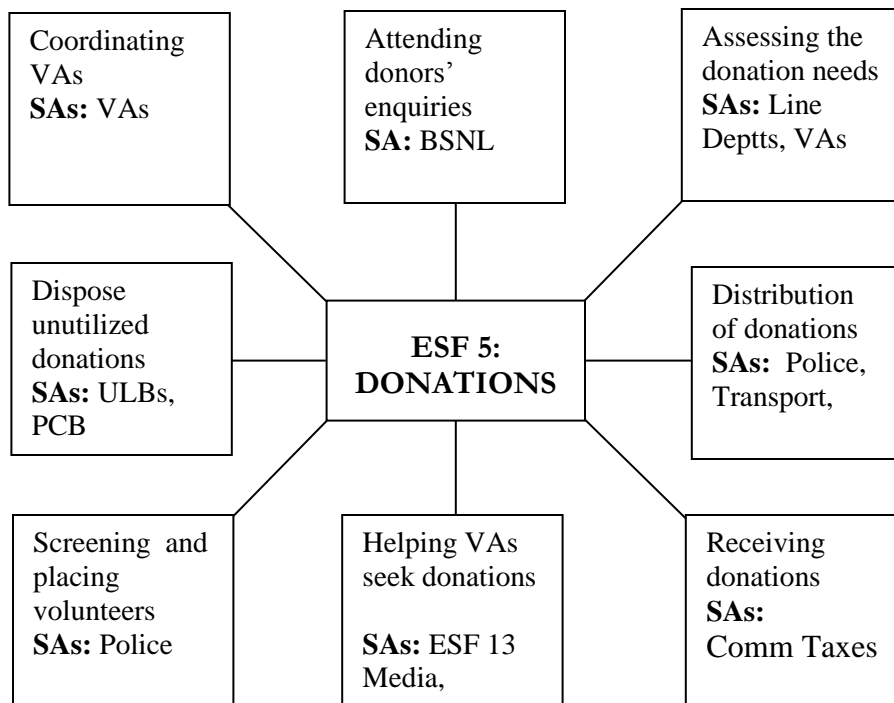 Coordinating
VAs
SAs: VAs
Attending
donors’
enquiries
SA: BSNL
Assessing the
donation needs
SAs: Line
Deptts, VAs
Dispose
unutilized
donations
SAs: ULBs,
PCB
ESF 5:
DONATIONS
Distribution
of donations
SAs: Police,
Transport,
Screening and
placing
volunteers
SAs: Police
Helping VAs
seek donations
SAs: ESF 13
Media,
Receiving
donations
SAs:
Comm Taxes